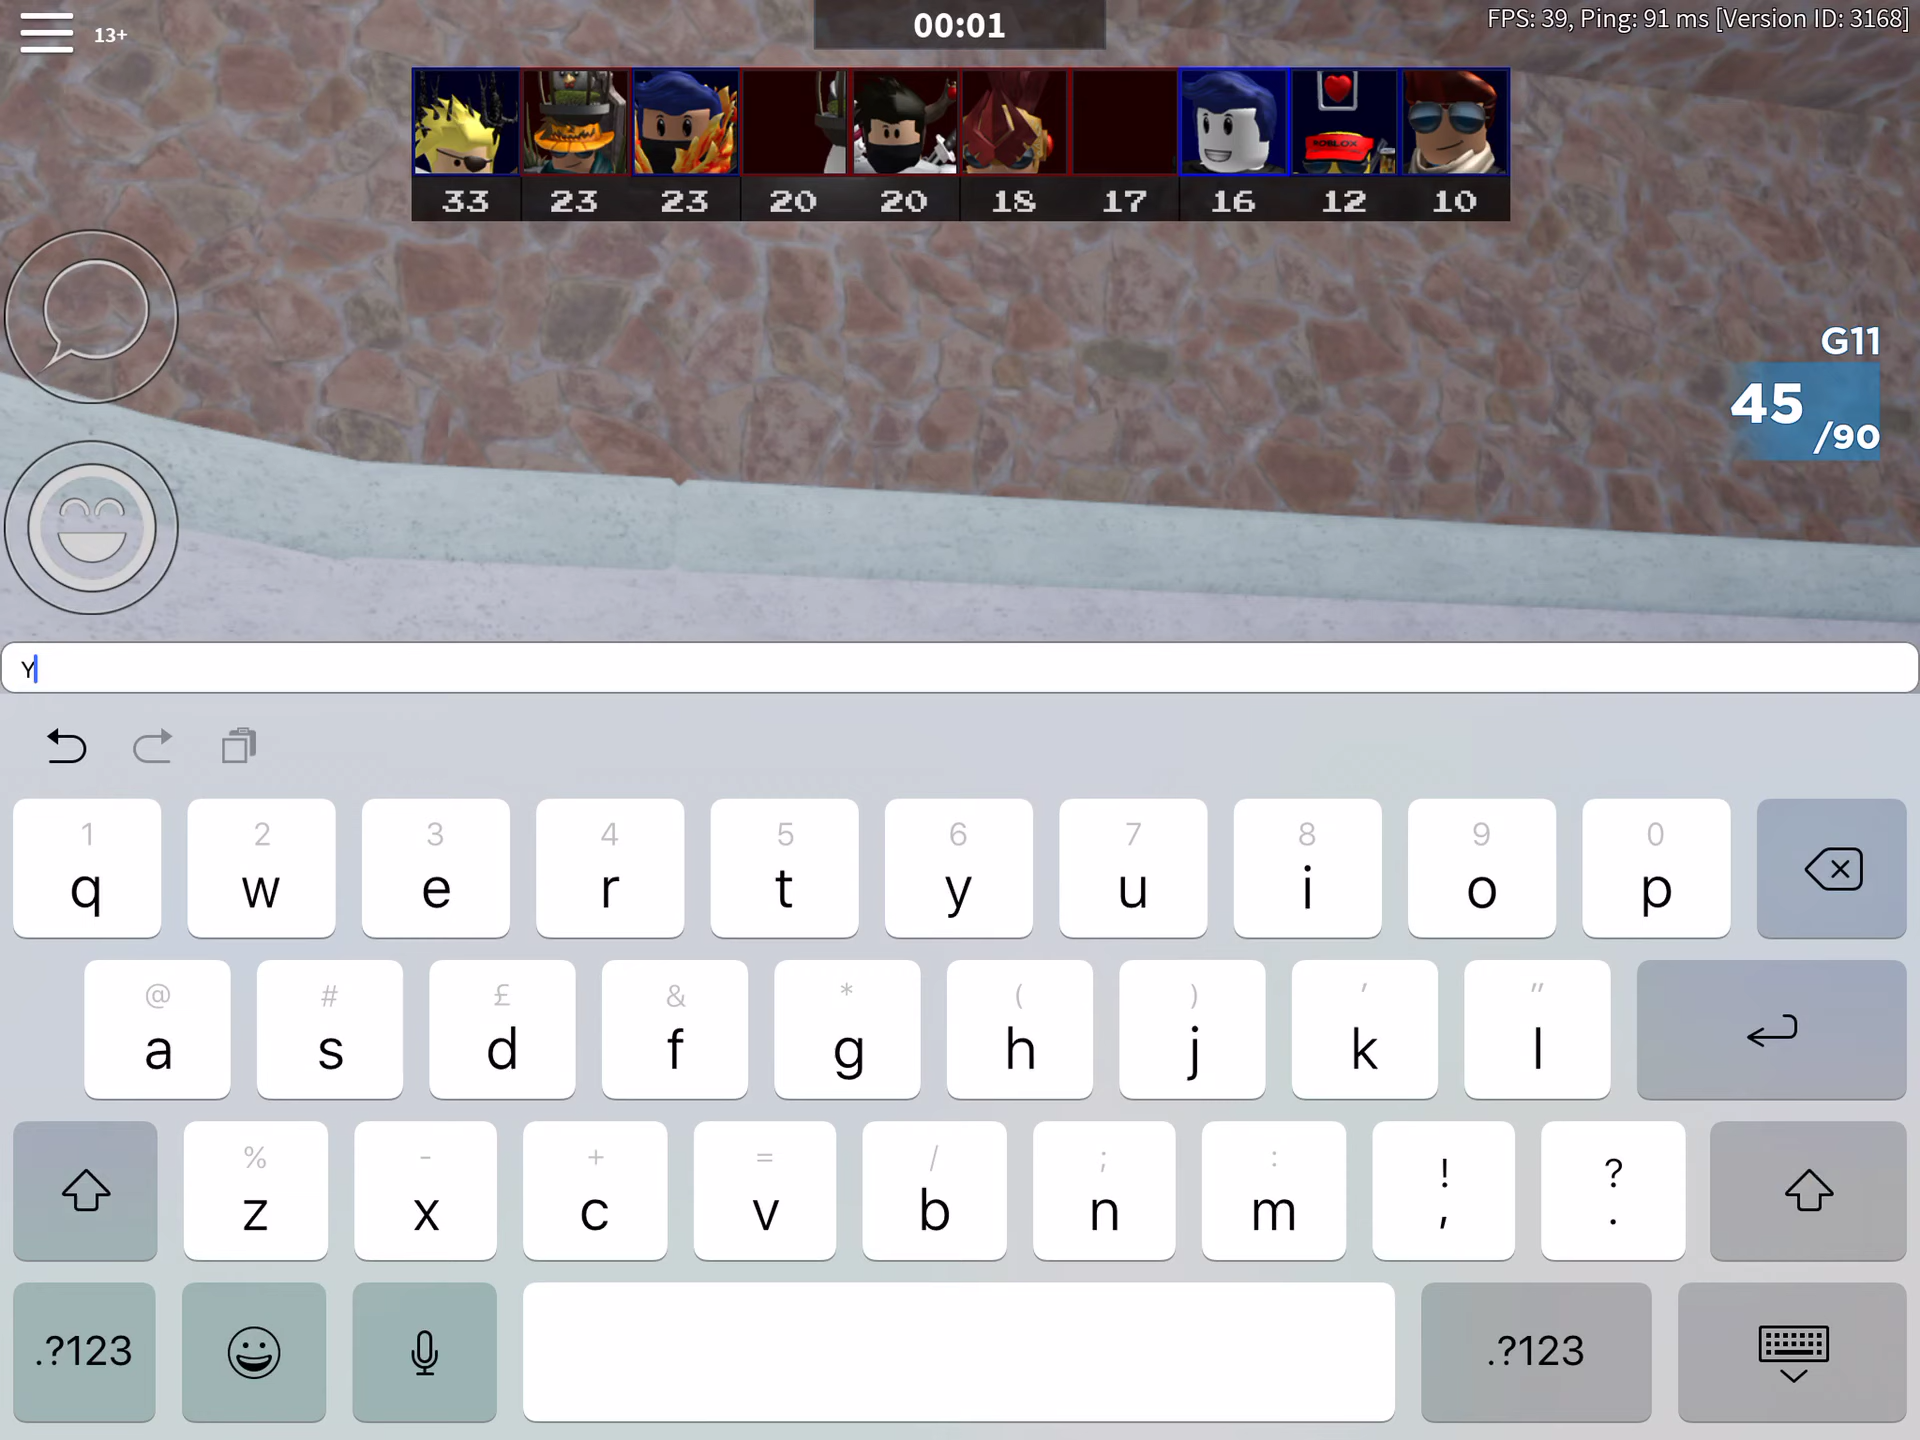 13+
00:01
FPS: 39, Ping: 91 ms [Version ID: 3168]
ROBLOX
33 23 23 20 20 18 17 16 12 10
G11
45
/90
Y
1 2 3 4 5 6 7 8 9 0
q w e r t y u i o p
@ # £ & * ( ) ' "
a s d f g h j k l
% - + = / ; : ! ?
z x c v b n m , .
.?123 .?123